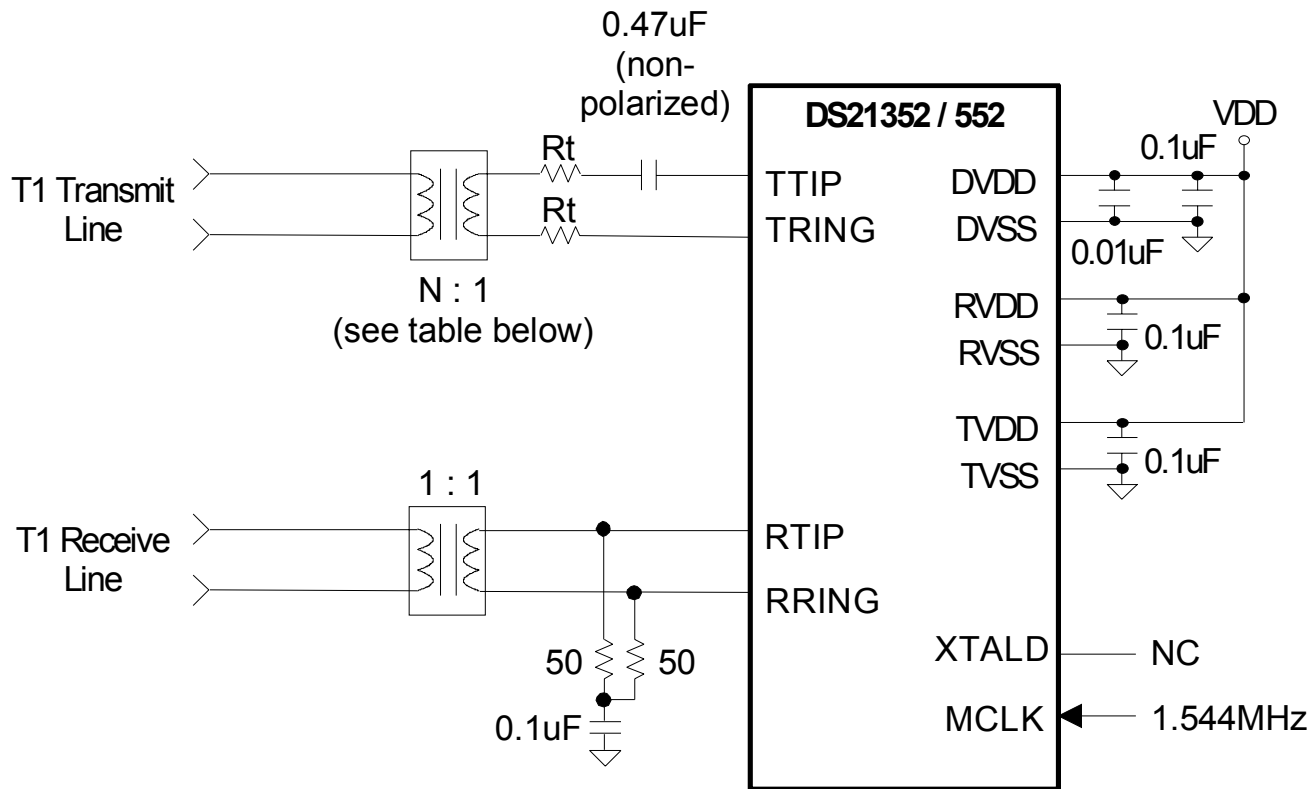 0.47uF
(non-
polarized)
DS21352 / 552
VDD
0.1uF
Rt
T1 Transmit
Line
TTIP
DVDD
Rt
TRING
DVSS
0.01uF
N : 1
(see table below)
RVDD
0.1uF
RVSS
TVDD
0.1uF
TVSS
1 : 1
T1 Receive
Line
RTIP
RRING
50
50
XTALD
NC
0.1uF
MCLK
1.544MHz